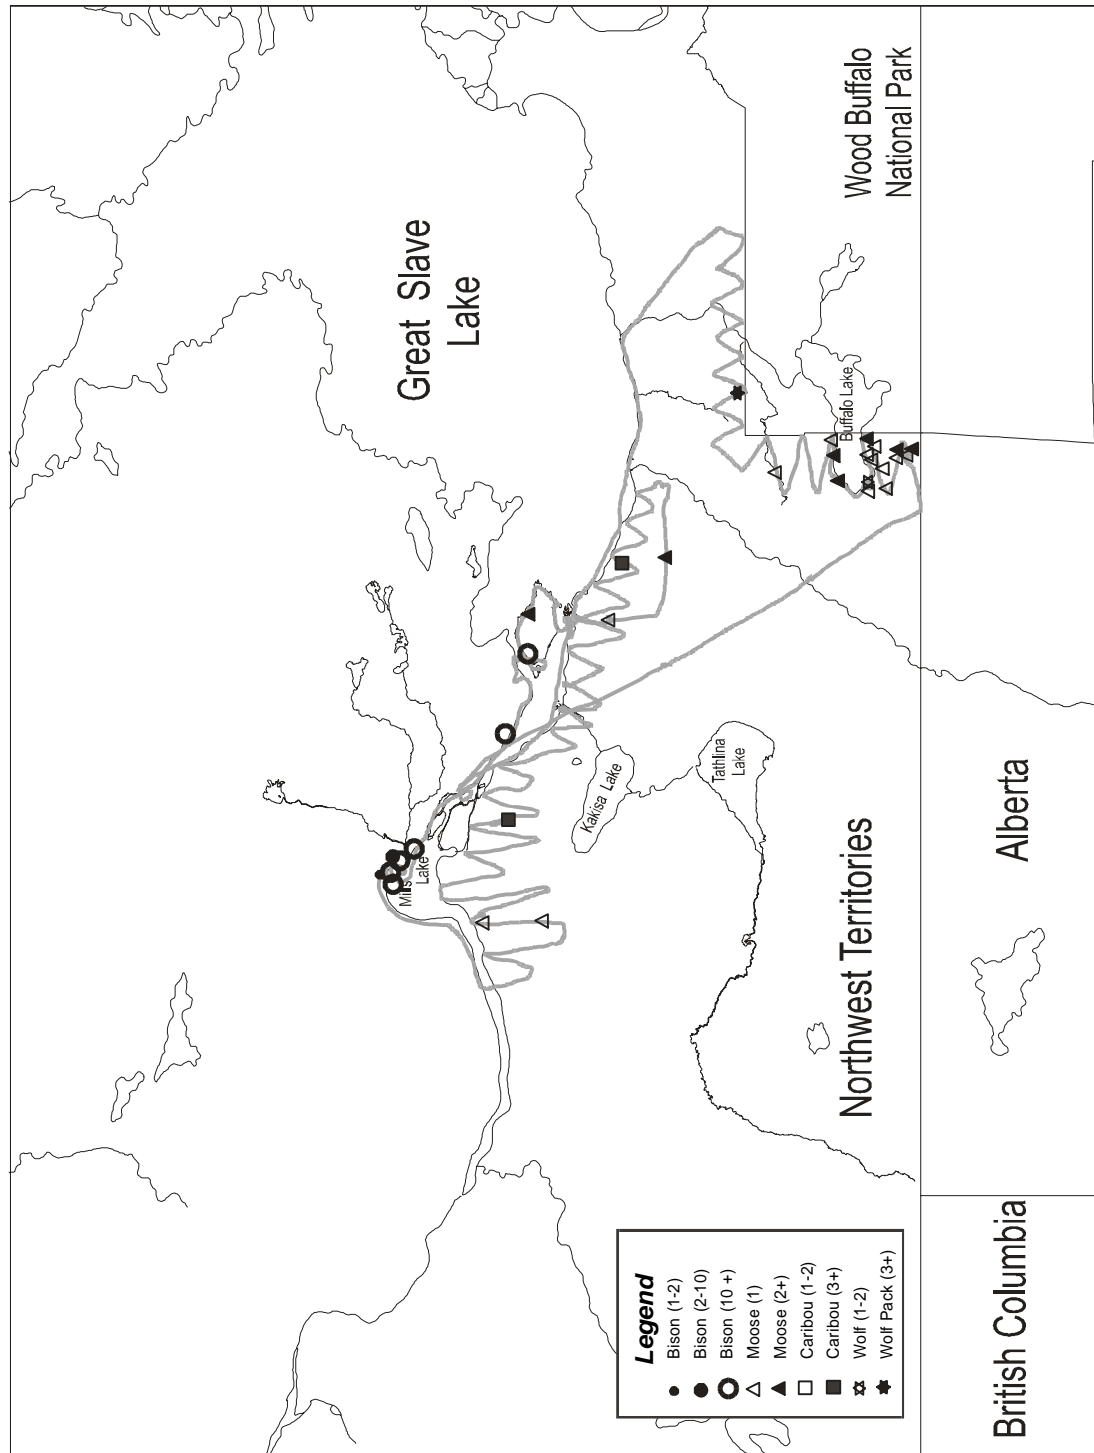 Great Slave
Lake
Wood Buffalo
National Park
Buffalo Lake
Mills
Lake
Kakisa Lake
Tathlina
Lake
Northwest Territories
Alberta
British Columbia
Legend
Bison (1-2)
Bison (2-10)
Bison (10 +)
Moose (1)
Moose (2+)
Caribou (1-2)
Caribou (3+)
Wolf (1-2)
Wolf Pack (3+)